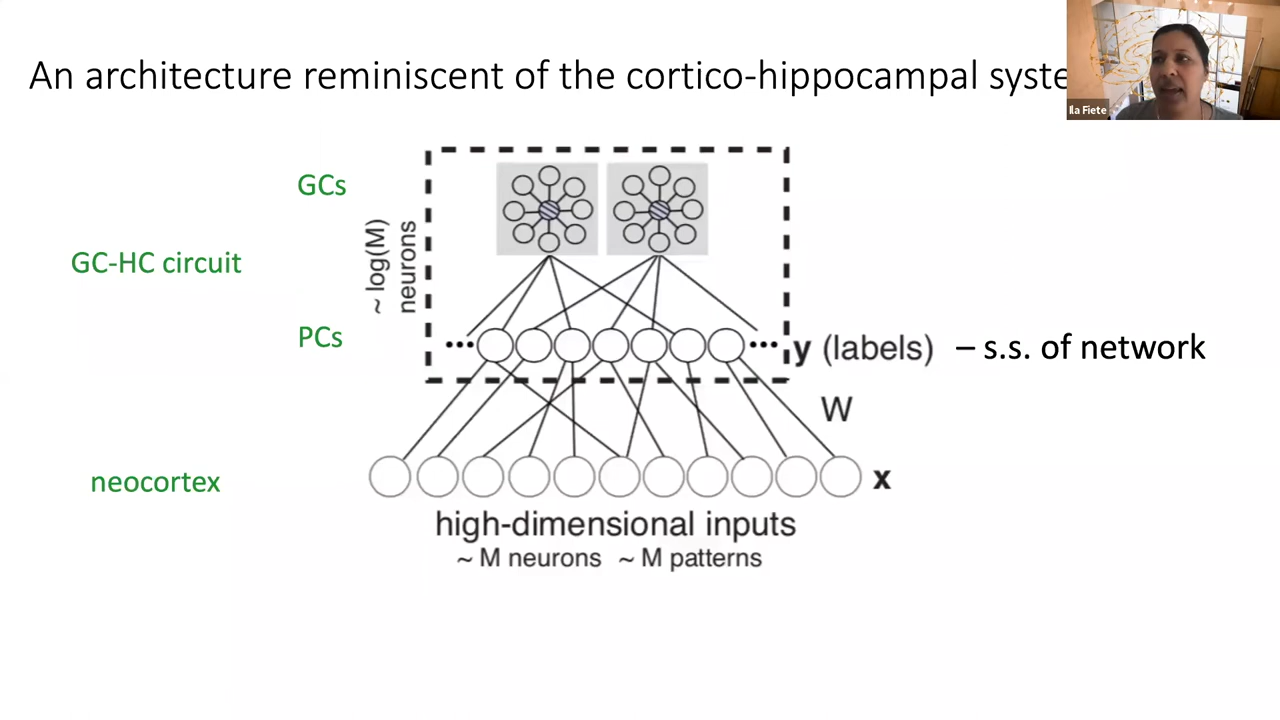 An architecture reminiscent of the cortico-hippocampal syste
Ila Fiete
GCs
~ log(M)
neurons
GC-HC circuit
PCs
y (labels) – s.s. of network
W
neocortex
x
high-dimensional inputs
~ M neurons ~ M patterns